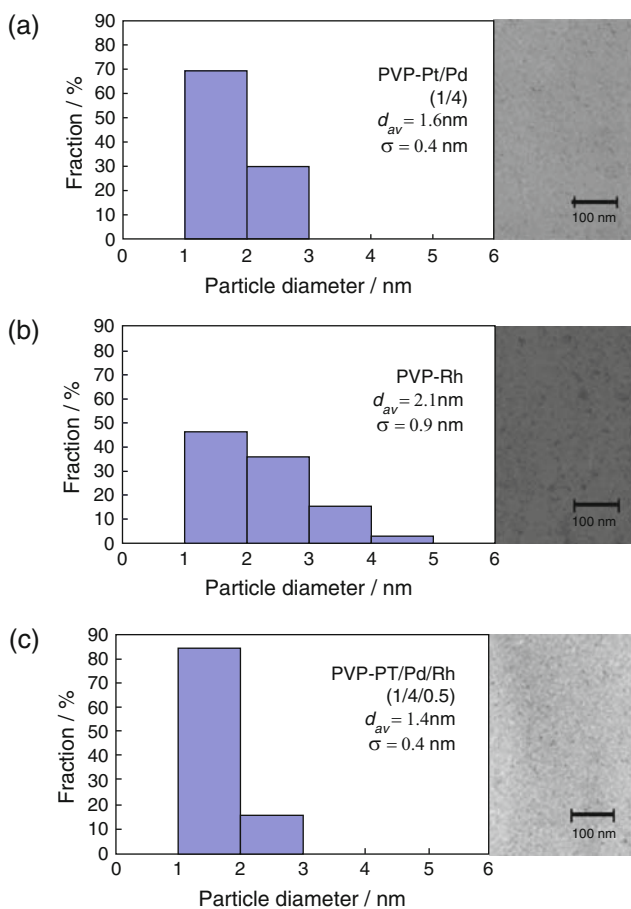 (a)
90
80
70
60
50
40
30
20
10
0
Fraction / %
PVP-Pt/Pd
(1/4)
dav = 1.6nm
σ = 0.4 nm
0 1 2 3 4 5 6
Particle diameter / nm
100 nm
(b)
90
80
70
60
50
40
30
20
10
0
Fraction / %
PVP-Rh
dav = 2.1nm
σ = 0.9 nm
0 1 2 3 4 5 6
Particle diameter / nm
100 nm
(c)
90
80
70
60
50
40
30
20
10
0
Fraction / %
PVP-PT/Pd/Rh
(1/4/0.5)
dav = 1.4nm
σ = 0.4 nm
0 1 2 3 4 5 6
Particle diameter / nm
100 nm